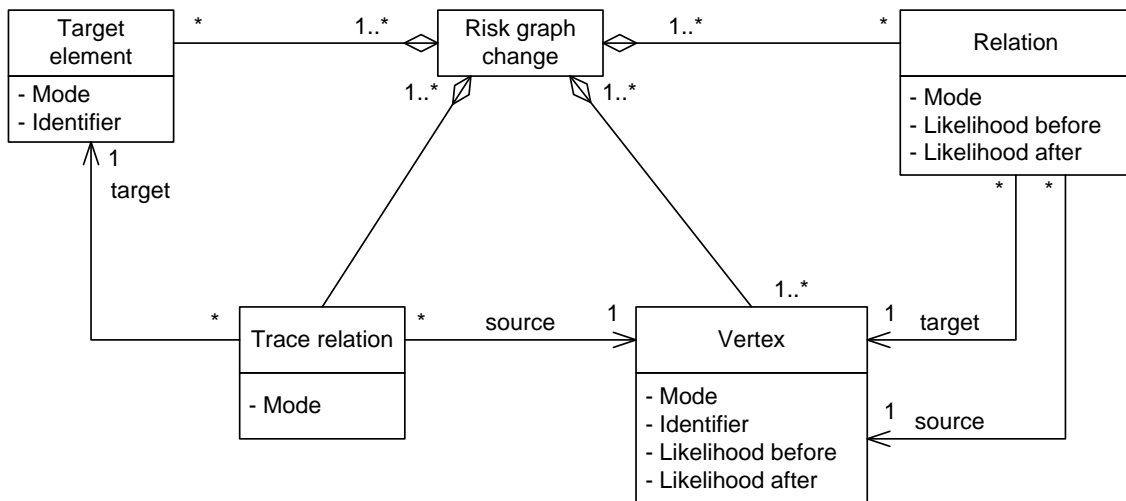 Target
element
- Mode
- Identifier
*
1..*
Risk graph
change
1..*
*
Relation
- Mode
- Likelihood before
- Likelihood after
1..*
1..*
1
target
*
*
*
Trace relation
- Mode
*
source
1
1..*
Vertex
- Mode
- Identifier
- Likelihood before
- Likelihood after
1
target
1
source